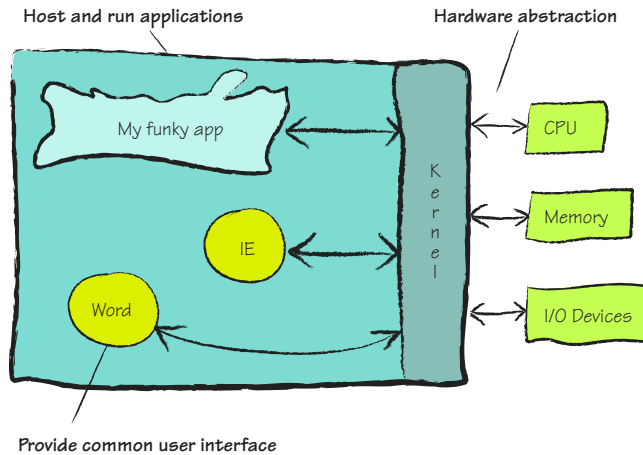 Host and run applications
Hardware abstraction
My funky app
CPU
Kernel
Memory
IE
Word
I/O Devices
Provide common user interface